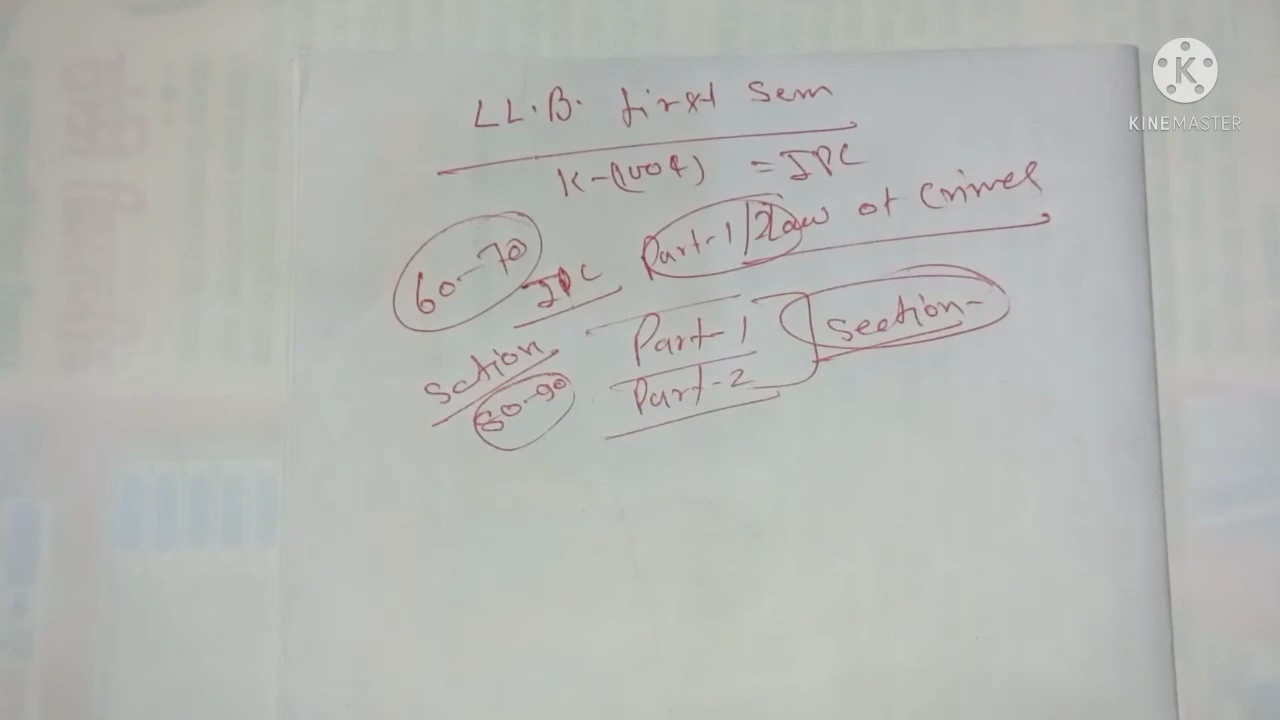 LL.B. first Sem
K-(1004) = IPC
Part-1/2 Law of Crimes
60-70
IPC
Part-1
Section-
Sction
80-90
Part-2
KINEMASTER